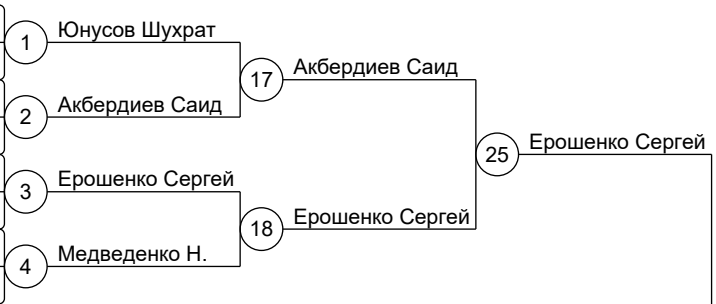 1 Юнусов Шухрат
17 Акбердиев Саид
2 Акбердиев Саид
25 Ерошенко Сергей
3 Ерошенко Сергей
18 Ерошенко Сергей
4 Медведенко Н.